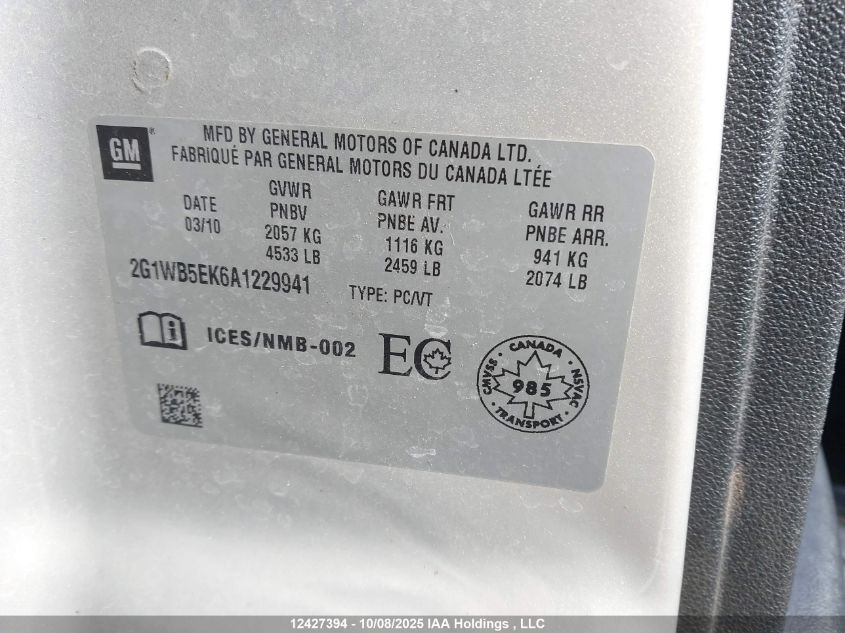 GM
MFD BY GENERAL MOTORS OF CANADA LTD.
FABRIQUÉ PAR GENERAL MOTORS DU CANADA LTÉE
DATE
03/10
GVWR
PNBV
2057 KG
4533 LB
GAWR FRT
PNBE AV.
1116 KG
2459 LB
GAWR RR
PNBE ARR.
941 KG
2074 LB
2G1WB5EK6A1229941
TYPE: PC/VT
ICES/NMB-002
EC
CANADA
CMVSS
985
NSVAC
TRANSPORT
12427394 - 10/08/2025 IAA Holdings , LLC